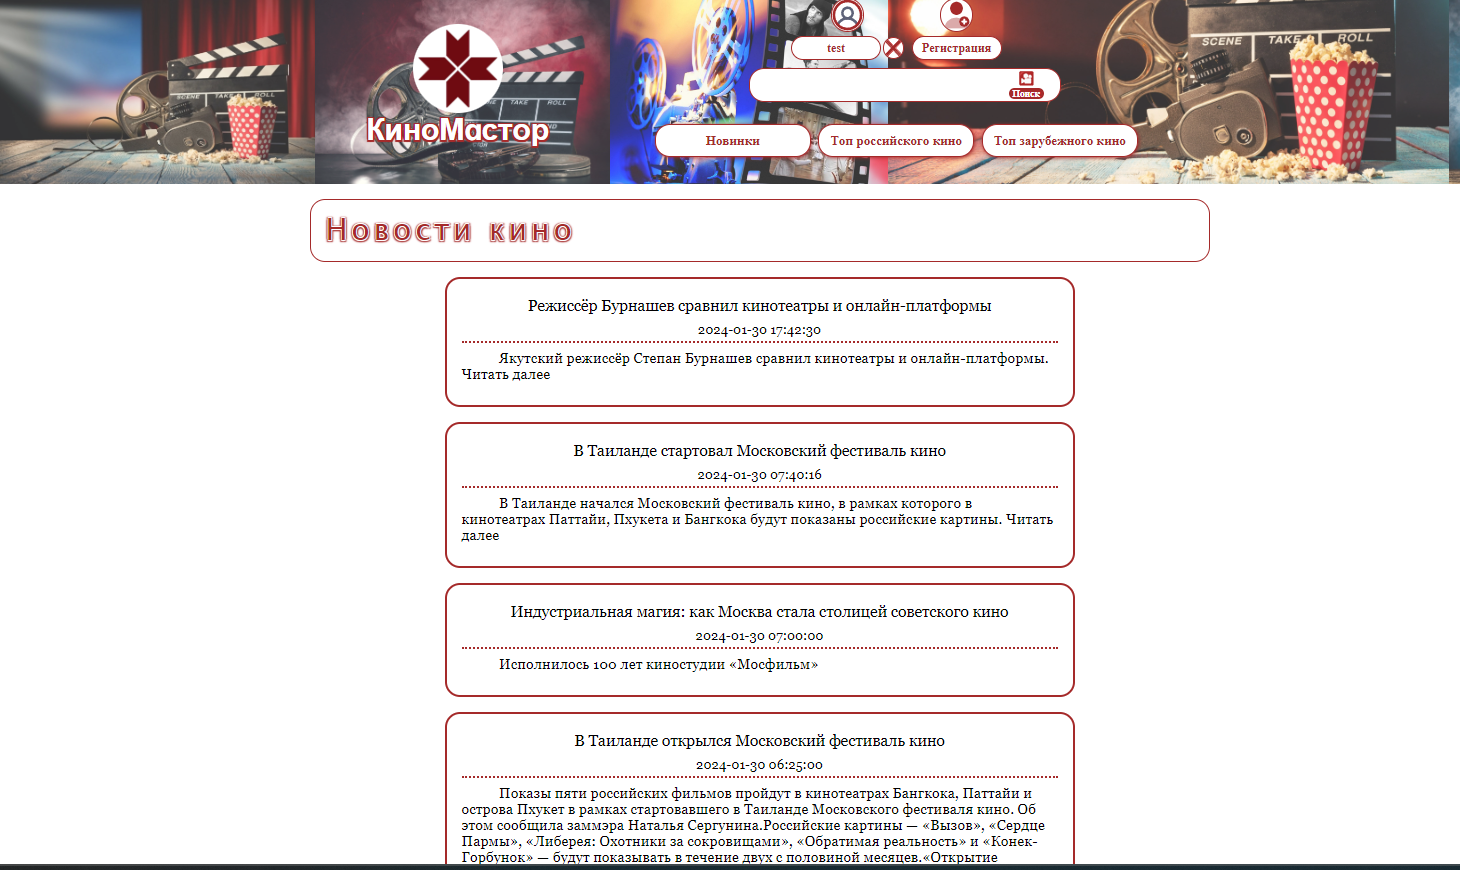 test
Регистрация
Поиск
КиноМастор
Новинки
Топ российского кино
Топ зарубежного кино
SCENE TAKE ROLL
TAKE ROLL
SCENE TAKE ROLL
Новости кино
Режиссёр Бурнашев сравнил кинотеатры и онлайн-платформы
2024-01-30 17:42:30
Якутский режиссёр Степан Бурнашев сравнил кинотеатры и онлайн-платформы.
Читать далее
В Таиланде стартовал Московский фестиваль кино
2024-01-30 07:40:16
В Таиланде начался Московский фестиваль кино, в рамках которого в
кинотеатрах Паттайи, Пхукета и Бангкока будут показаны российские картины. Читать
далее
Индустриальная магия: как Москва стала столицей советского кино
2024-01-30 07:00:00
Исполнилось 100 лет киностудии «Мосфильм»
В Таиланде открылся Московский фестиваль кино
2024-01-30 06:25:00
Показы пяти российских фильмов пройдут в кинотеатрах Бангкока, Паттайи и
острова Пхукет в рамках стартовавшего в Таиланде Московского фестиваля кино. Об
этом сообщила заммэра Наталья Сергунина.Российские картины — «Вызов», «Сердце
Пармы», «Либерея: Охотники за сокровищами», «Обратимая реальность» и «Конек-
Горбунок» — будут показывать в течение двух с половиной месяцев.«Открытие